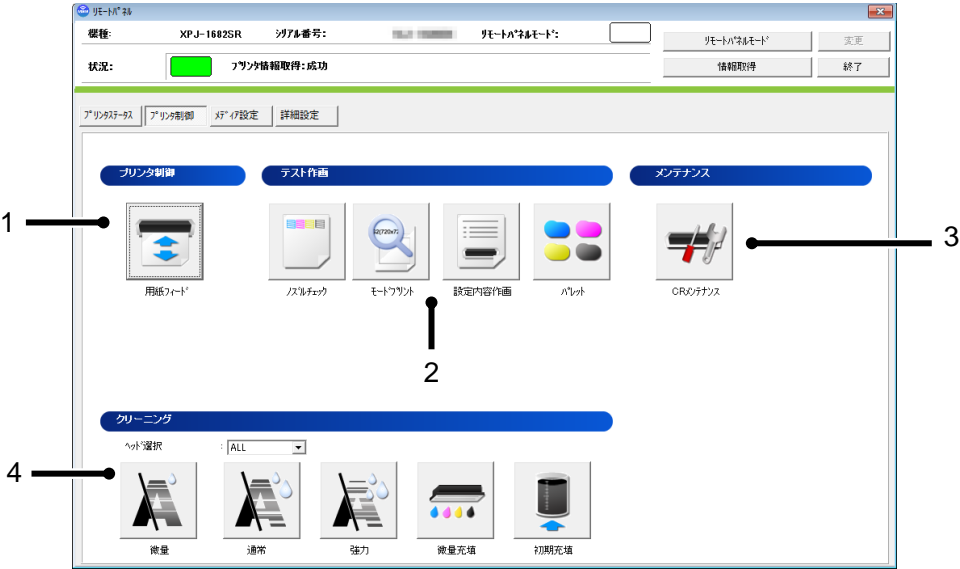 リモートパネル
機種: XPJ-1682SR シリアル番号: リモートパネルモード: リモートパネルモード 変更
状況: プリンタ情報取得:成功 情報取得 終了
プリンタステータス プリンタ制御 メディア設定 詳細設定
プリンタ制御 テスト作画 メンテナンス
1
3
用紙フィード ノズルチェック モードプリント 設定内容作画 パレット CRメンテナンス
2
クリーニング
ヘッド選択 : ALL
4
微量 通常 強力 微量充填 初期充填